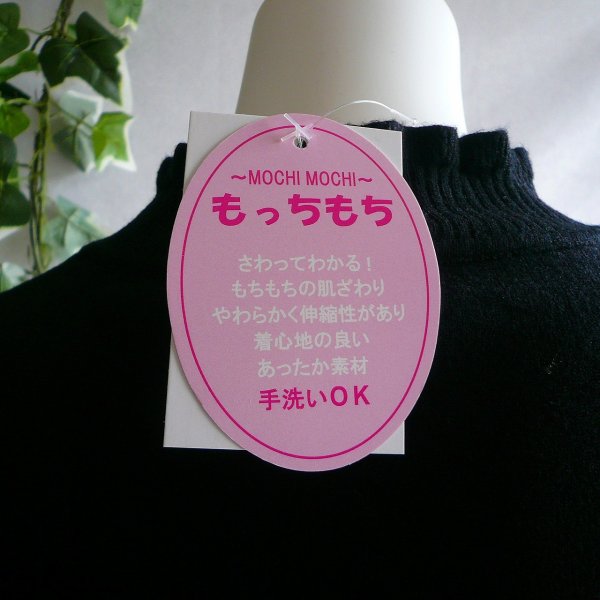 ～MOCHI MOCHI～
もっちもち
さわってわかる！
もちもちの肌ざわり
やわらかく伸縮性があり
着心地の良い
あったか素材
手洗いOK